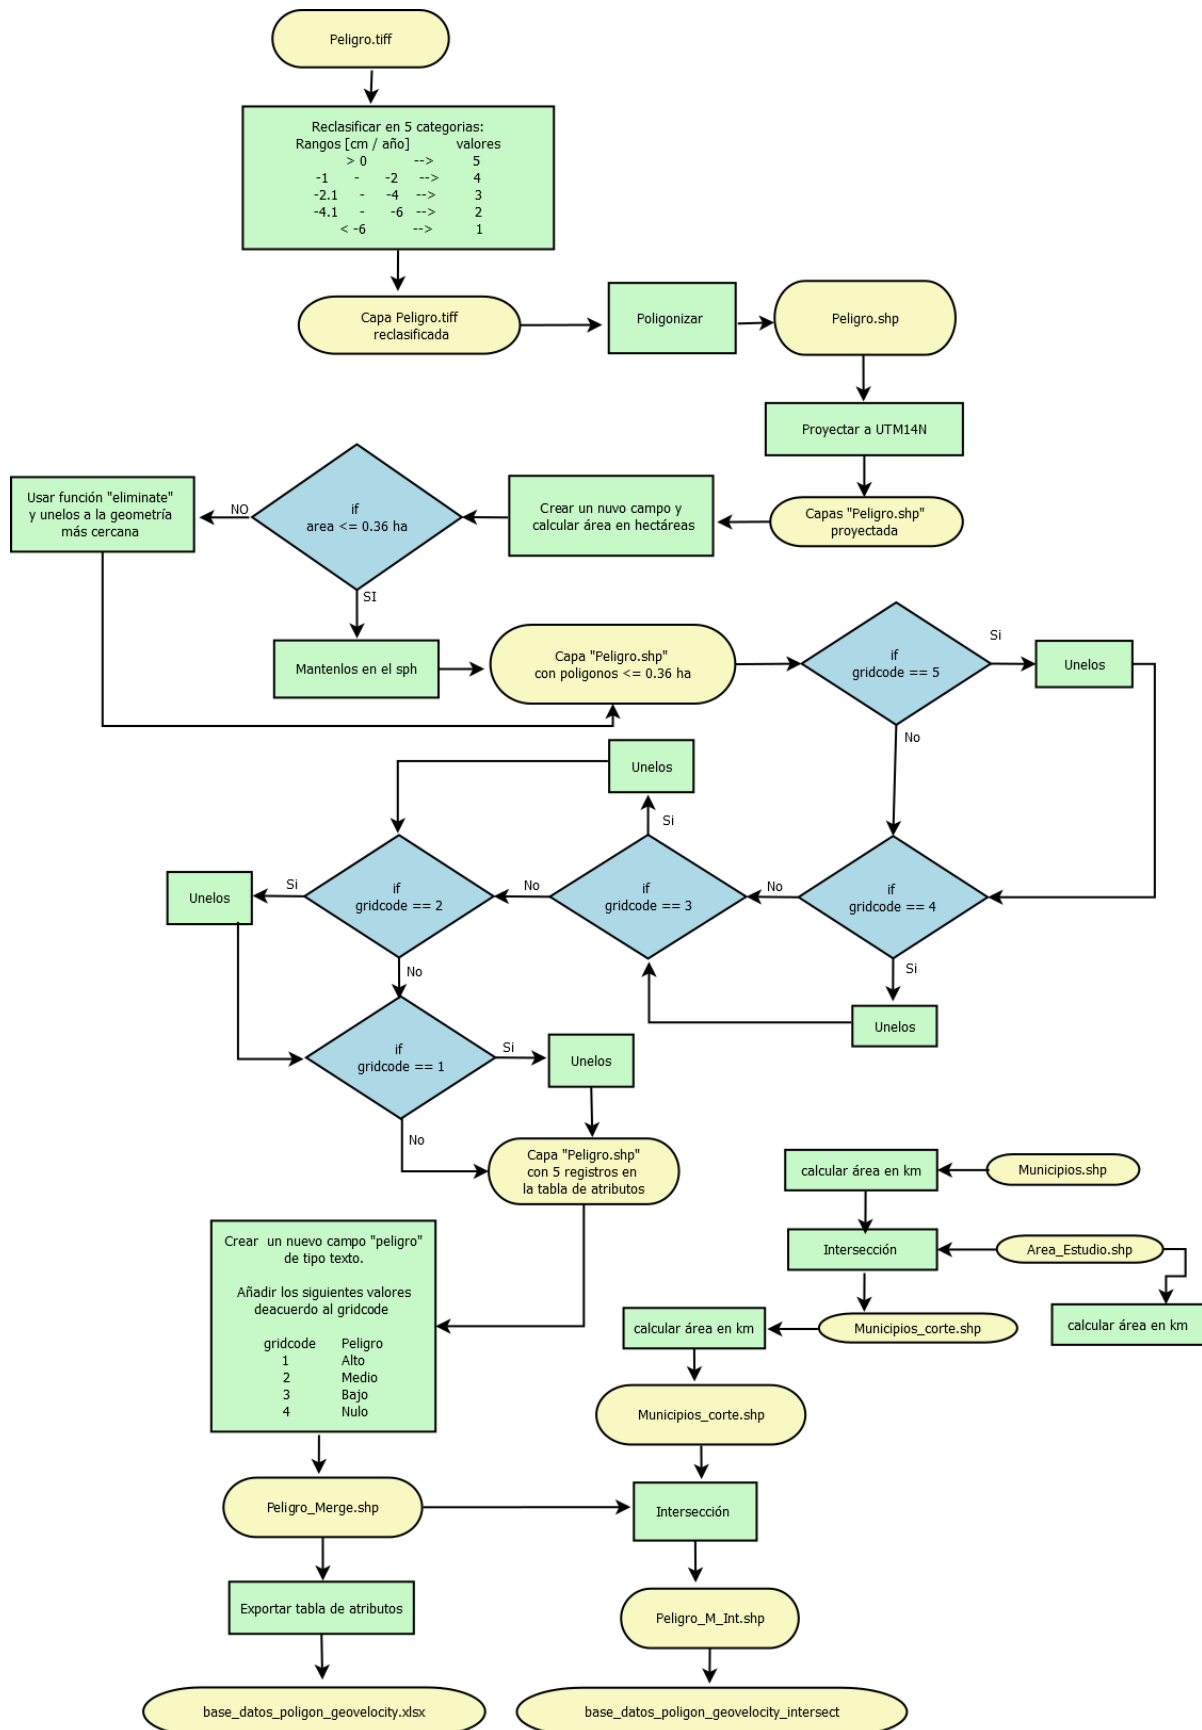 Peligro.tiff
Reclasificar en 5 categorias:
Rangos [cm / año] valores
> 0 --> 5
-1 - -2 --> 4
-2.1 - -4 --> 3
-4.1 - -6 --> 2
< -6 --> 1
Capa Peligro.tiff
reclasificada
Poligonizar
Peligro.shp
Proyectar a UTM14N
Capas "Peligro.shp"
proyectada
Crear un nuvo campo y
calcular área en hectáreas
if
area <= 0.36 ha
NO
Usar función "eliminate"
y unelos a la geometría
más cercana
SI
Mantenlos en el sph
Capa "Peligro.shp"
con poligonos <= 0.36 ha
if
gridcode == 5
Si
Unelos
No
if
gridcode == 4
Si
Unelos
No
if
gridcode == 3
Si
Unelos
No
if
gridcode == 2
Si
Unelos
No
if
gridcode == 1
Si
Unelos
No
Capa "Peligro.shp"
con 5 registros en
la tabla de atributos
calcular área en km
Municipios.shp
Intersección
Area_Estudio.shp
calcular área en km
Municipios_corte.shp
calcular área en km
Municipios_corte.shp
Crear un nuevo campo "peligro"
de tipo texto.
Añadir los siguientes valores
deacuerdo al gridcode
gridcode Peligro
1 Alto
2 Medio
3 Bajo
4 Nulo
Peligro_Merge.shp
Intersección
Exportar tabla de atributos
Peligro_M_Int.shp
base_datos_poligon_geovelocity.xlsx
base_datos_poligon_geovelocity_intersect